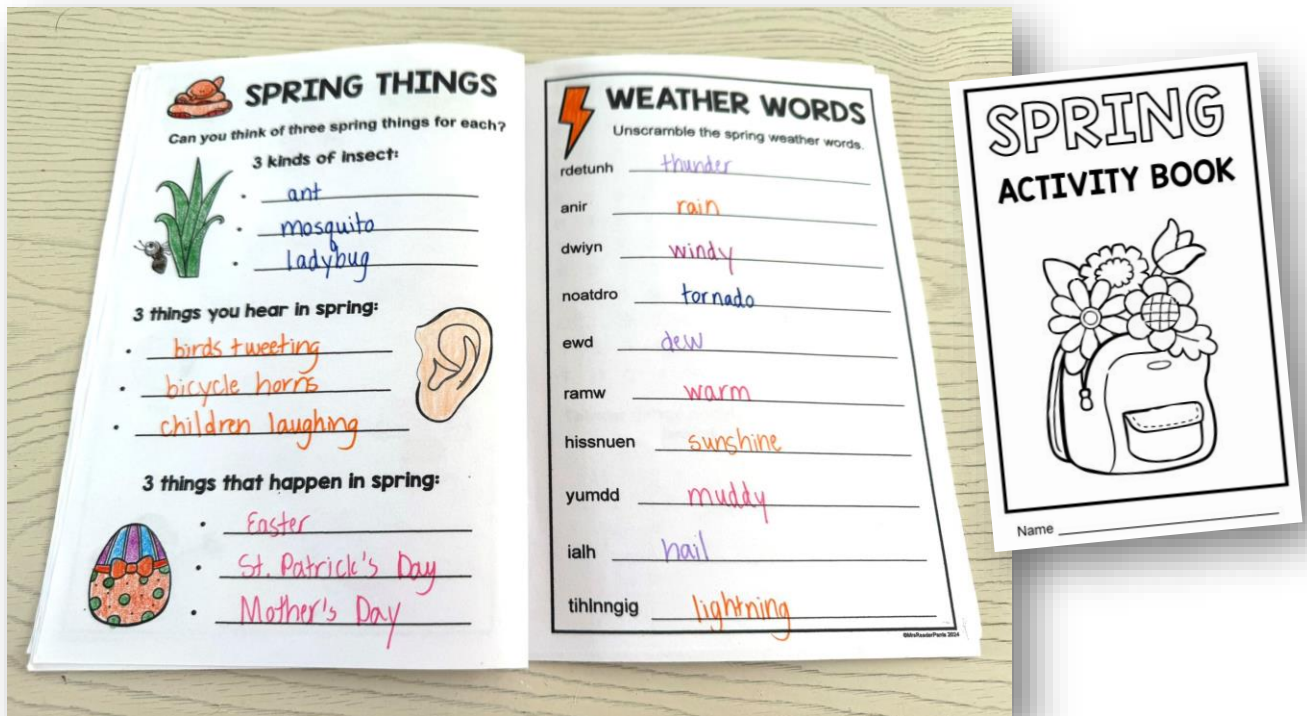 SPRING THINGS
Can you think of three spring things for each?
3 kinds of insect:
• ant
• mosquito
• ladybug
3 things you hear in spring:
• birds tweeting
• bicycle horns
• children laughing
3 things that happen in spring:
• Easter
• St. Patrick's Day
• Mother's Day
WEATHER WORDS
Unscramble the spring weather words.
rdetunh thunder
anir rain
dwiyn windy
noatdro tornado
ewd dew
ramw warm
hissnuen sunshine
yumdd muddy
ialh hail
tihlnngig lightning
©MrsReaderPants 2024
SPRING
ACTIVITY BOOK
Name